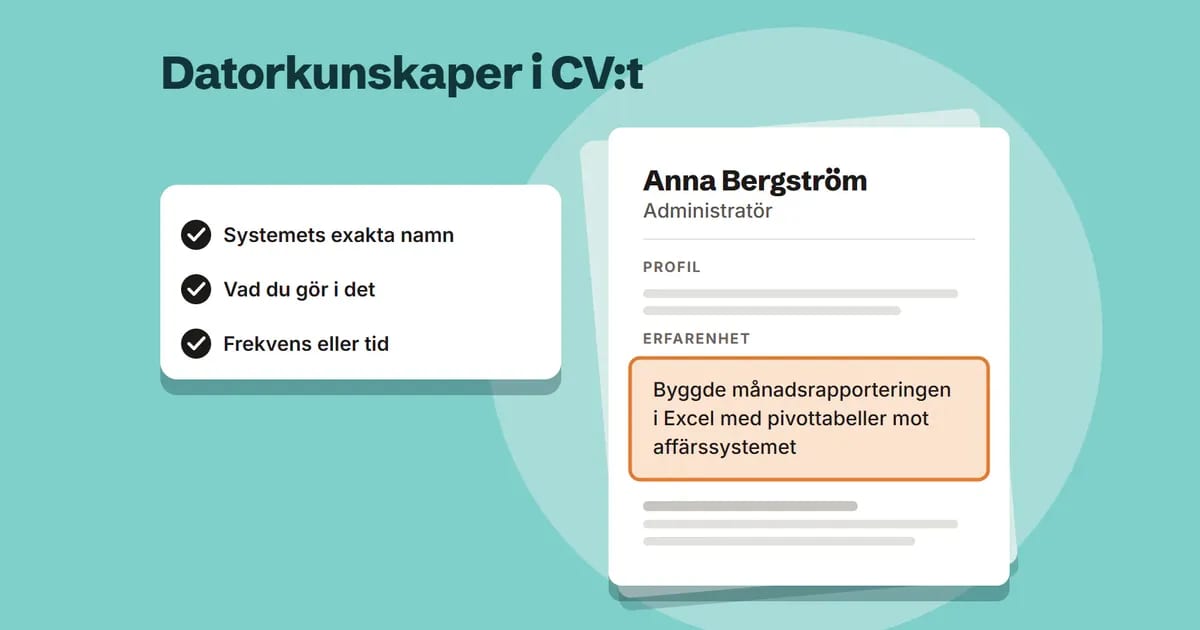 Datorkunskaper i CV:t
Systemets exakta namn
Vad du gör i det
Frekvens eller tid
Anna Bergström
Administratör
PROFIL
ERFARENHET
Byggde månadsrapporteringen
i Excel med pivottabeller mot
affärssystemet